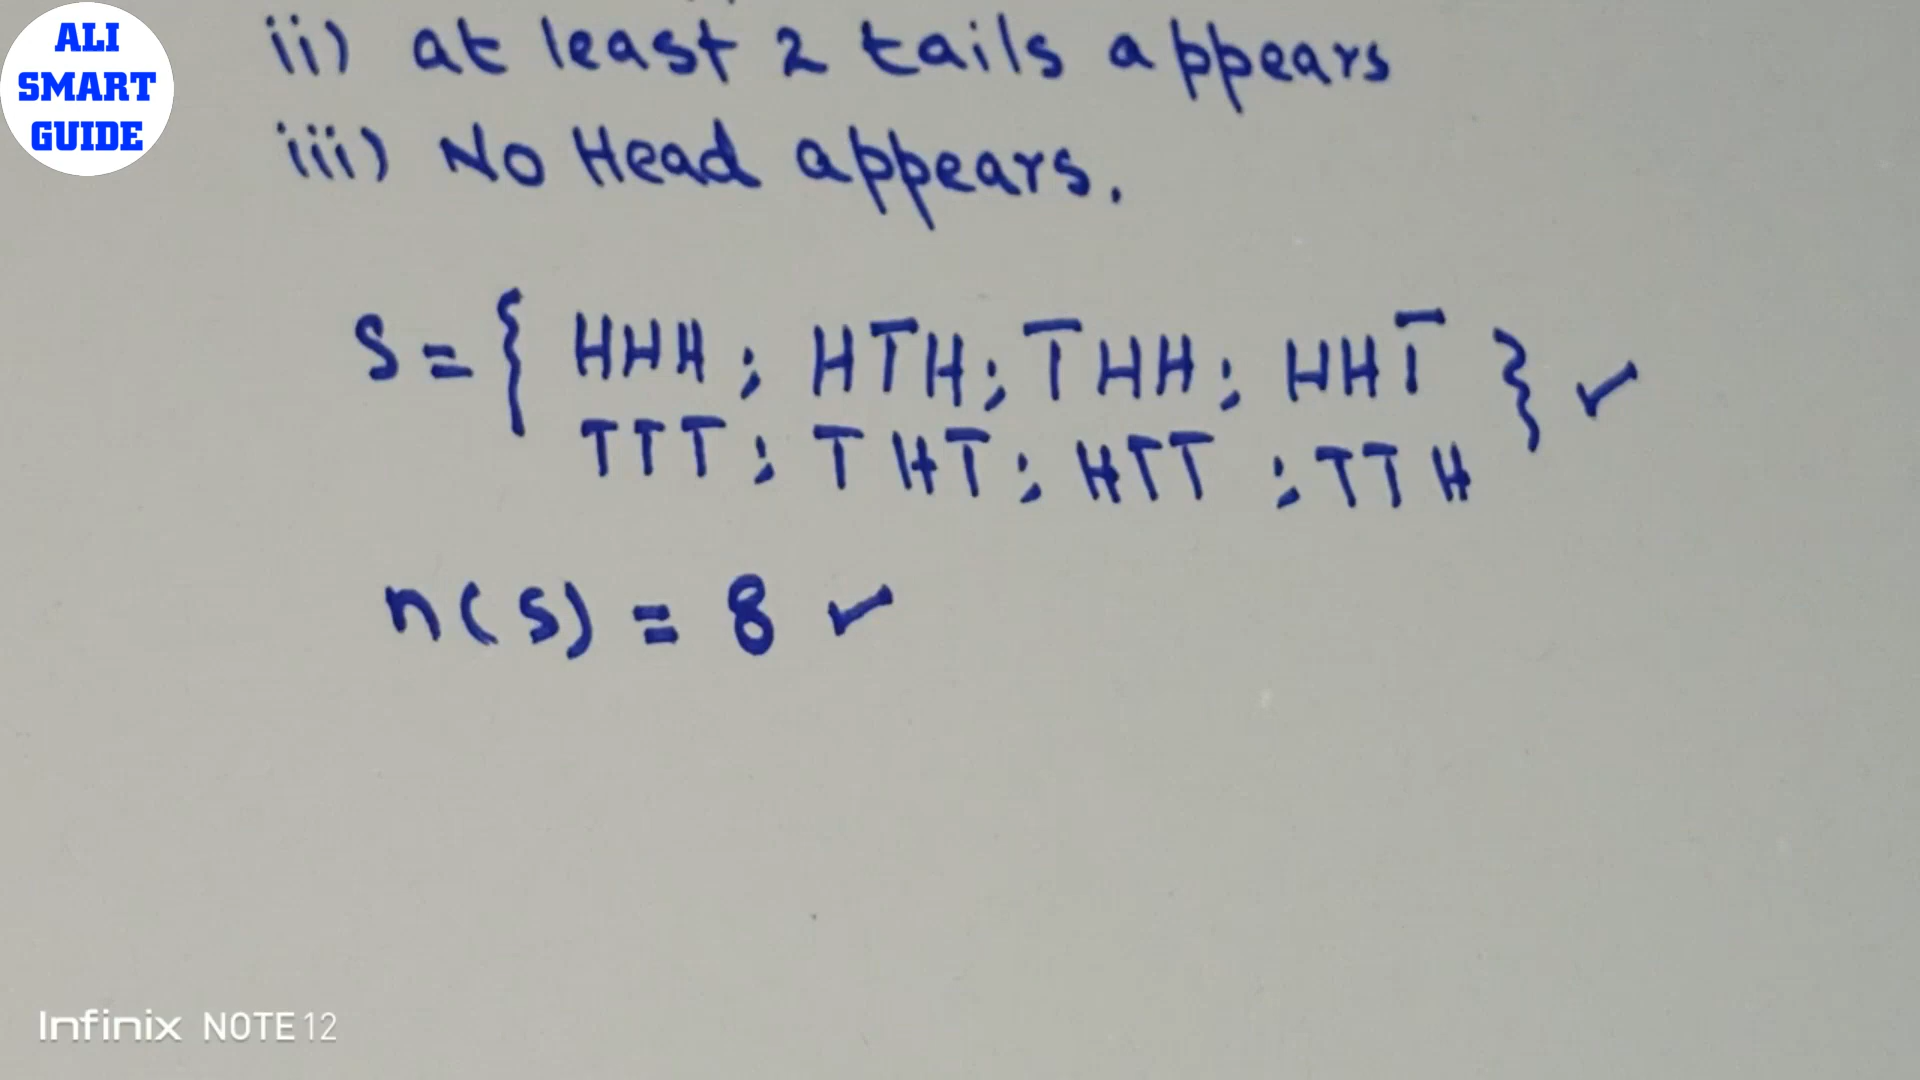 ALI
SMART
GUIDE
ii) at least 2 tails appears
iii) No Head appears.
S = { HHH ; HTH ; THH ; HHT } ✓
TTT ; THT ; HTT ; TTH
n(s) = 8 ✓
Infinix NOTE 12